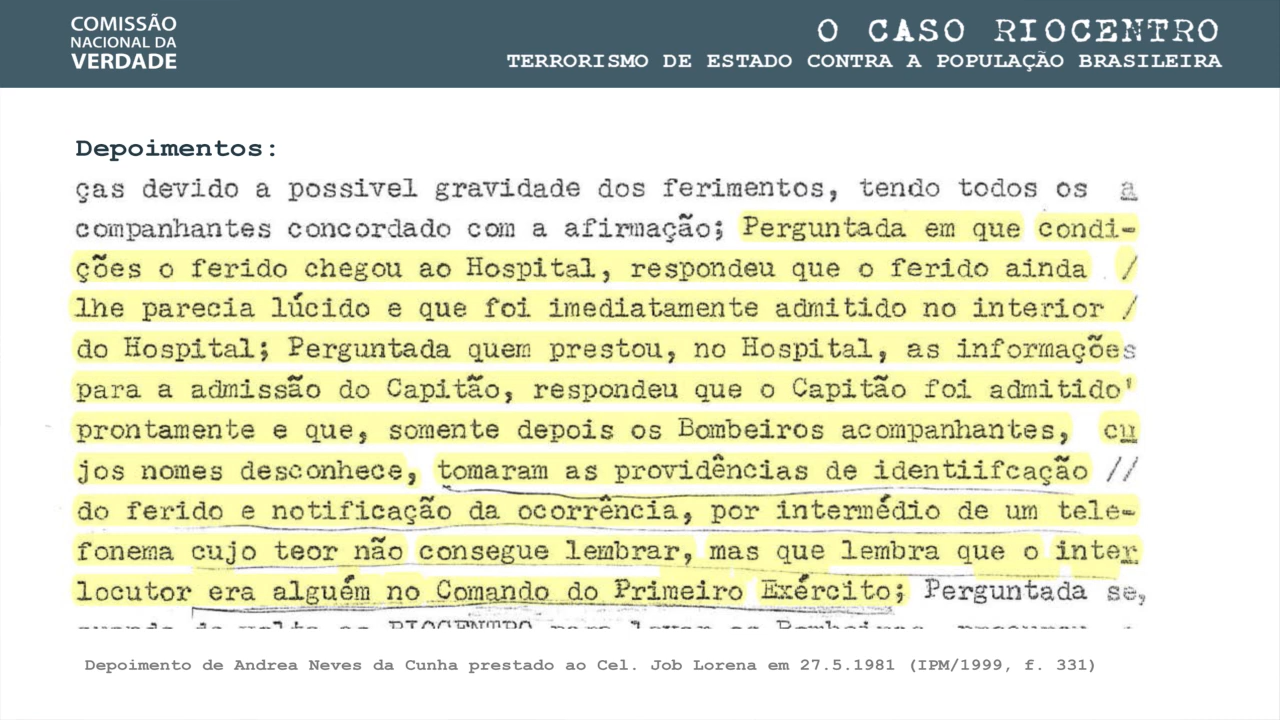 COMISSÃO
NACIONAL DA
VERDADE
O CASO RIOCENTRO
TERRORISMO DE ESTADO CONTRA A POPULAÇÃO BRASILEIRA
Depoimentos:
ças devido a possivel gravidade dos ferimentos, tendo todos os a
companhantes concordado com a afirmação; Perguntada em que condi-
ções o ferido chegou ao Hospital, respondeu que o ferido ainda /
lhe parecia lúcido e que foi imediatamente admitido no interior /
do Hospital; Perguntada quem prestou, no Hospital, as informações
para a admissão do Capitão, respondeu que o Capitão foi admitido'
prontamente e que, somente depois os Bombeiros acompanhantes, cu
jos nomes desconhece, tomaram as providências de identiifcação //
do ferido e notificação da ocorrência, por intermédio de um tele-
fonema cujo teor não consegue lembrar, mas que lembra que o inter
locutor era alguém no Comando do Primeiro Exército; Perguntada se,
RIOCENTRO
Depoimento de Andrea Neves da Cunha prestado ao Cel. Job Lorena em 27.5.1981 (IPM/1999, f. 331)